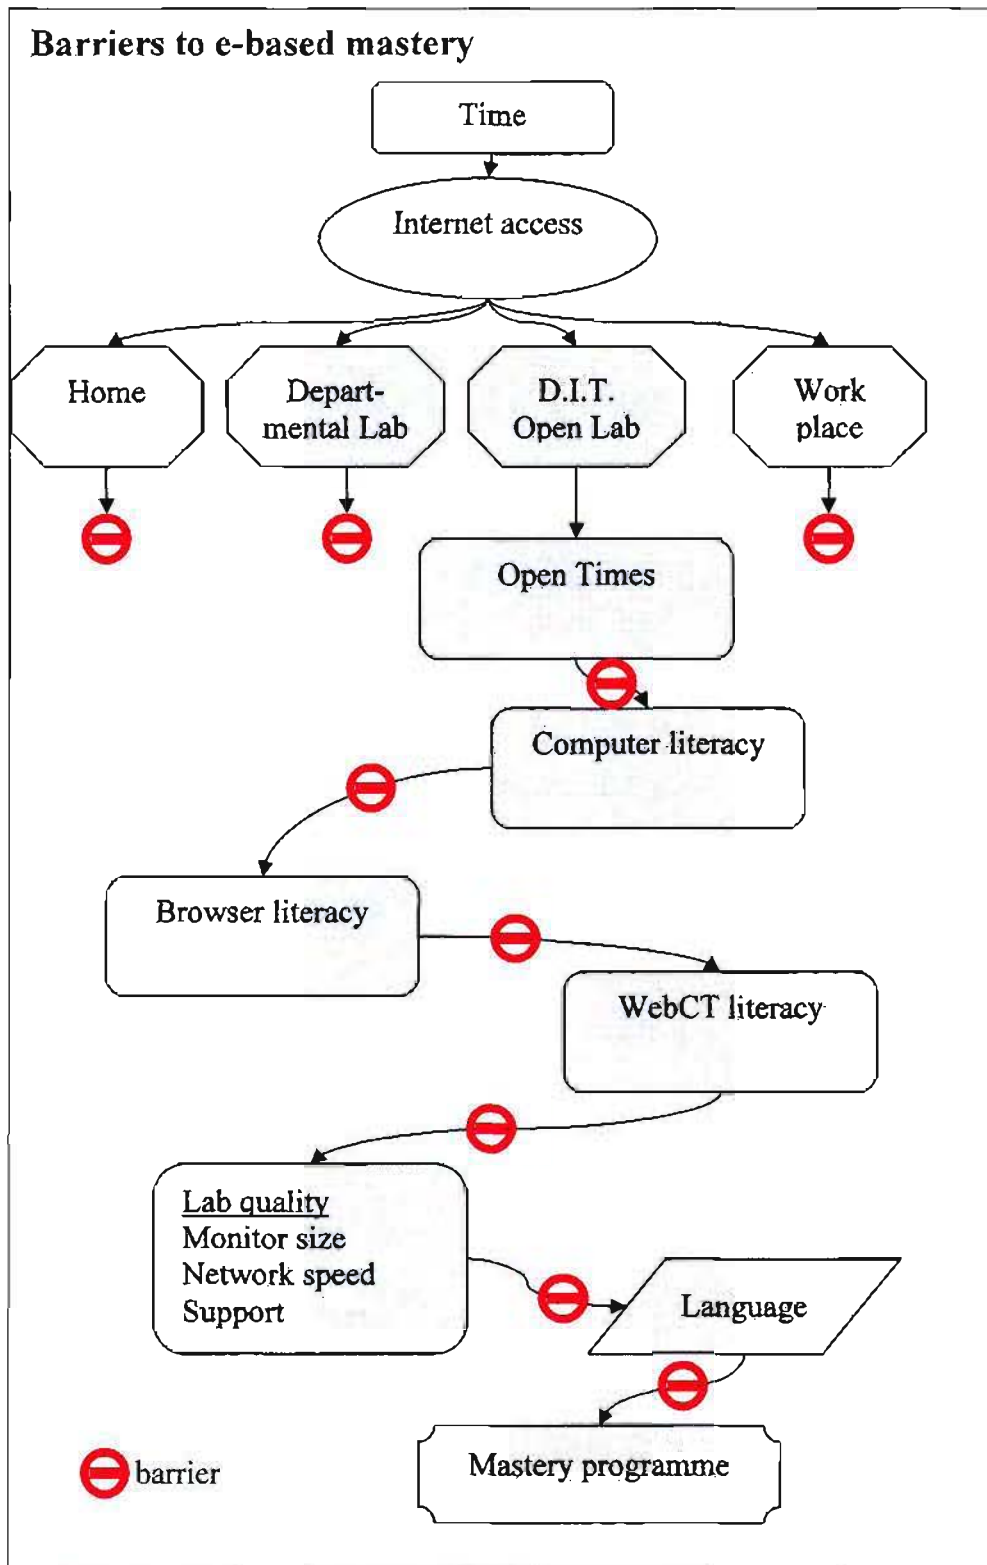 Barriers to e-based mastery
Time
Internet access
Home
Depart-
mental Lab
D.I.T.
Open Lab
Work
place
Open Times
Computer literacy
Browser literacy
WebCT literacy
Lab quality
Monitor size
Network speed
Support
Language
Mastery programme
barrier